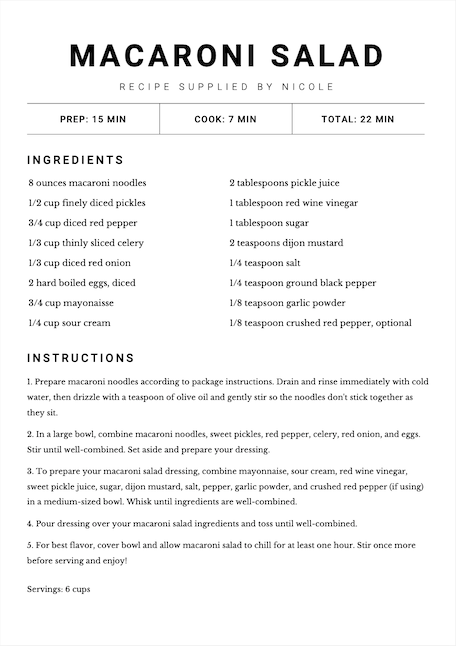 MACARONI SALAD
RECIPE SUPPLIED BY NICOLE
PREP: 15 MIN
COOK: 7 MIN
TOTAL: 22 MIN
INGREDIENTS
8 ounces macaroni noodles
1/2 cup finely diced pickles
3/4 cup diced red pepper
1/3 cup thinly sliced celery
1/3 cup diced red onion
2 hard boiled eggs, diced
3/4 cup mayonaisse
1/4 cup sour cream
2 tablespoons pickle juice
1 tablespoon red wine vinegar
1 tablespoon sugar
2 teaspoons dijon mustard
1/4 teaspoon salt
1/4 teaspoon ground black pepper
1/8 teapsoon garlic powder
1/8 teaspoon crushed red pepper, optional
INSTRUCTIONS
1. Prepare macaroni noodles according to package instructions. Drain and rinse immediately with cold
water, then drizzle with a teaspoon of olive oil and gently stir so the noodles don't stick together as
they sit.
2. In a large bowl, combine macaroni noodles, sweet pickles, red pepper, celery, red onion, and eggs.
Stir until well-combined. Set aside and prepare your dressing.
3. To prepare your macaroni salad dressing, combine mayonnaise, sour cream, red wine vinegar,
sweet pickle juice, sugar, dijon mustard, salt, pepper, garlic powder, and crushed red pepper (if using)
in a medium-sized bowl. Whisk until ingredients are well-combined.
4. Pour dressing over your macaroni salad ingredients and toss until well-combined.
5. For best flavor, cover bowl and allow macaroni salad to chill for at least one hour. Stir once more
before serving and enjoy!
Servings: 6 cups